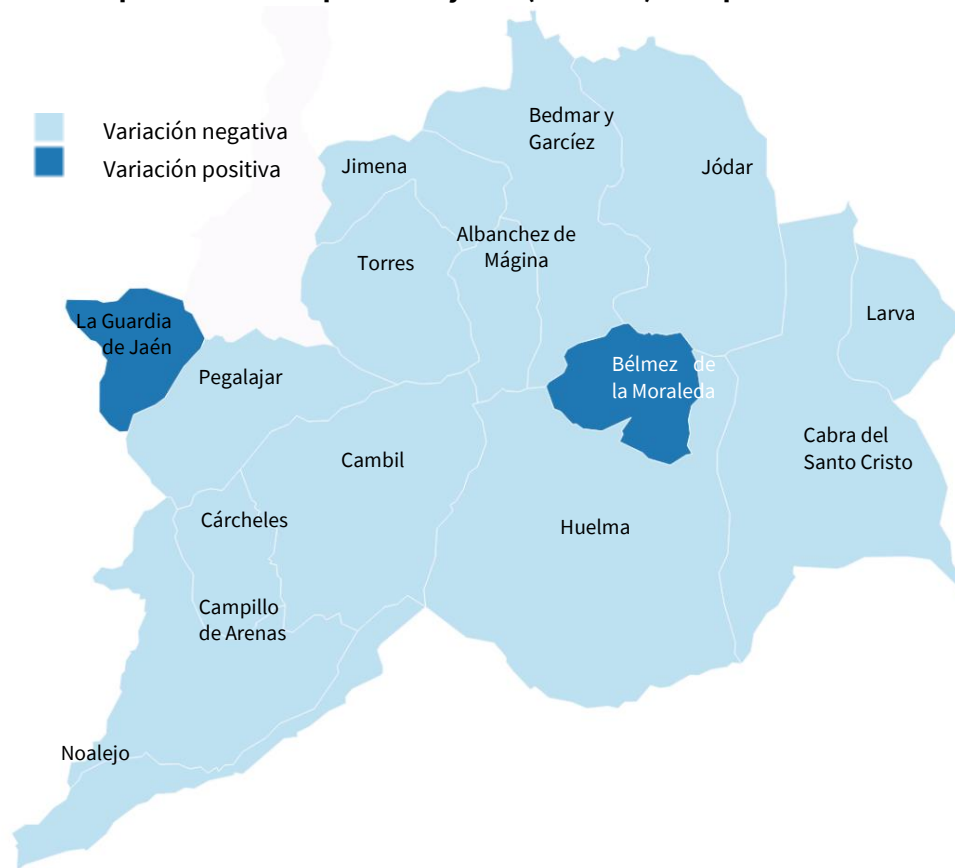 Variación negativa
Variación positiva
Bedmar y
Garcíez
Jimena
Jódar
Albanchez de
Mágina
Torres
Larva
La Guardia
de Jaén
Pegalajar
Bélmez de
la Moraleda
Cabra del
Santo Cristo
Cambil
Cárcheles
Huelma
Campillo
de Arenas
Noalejo